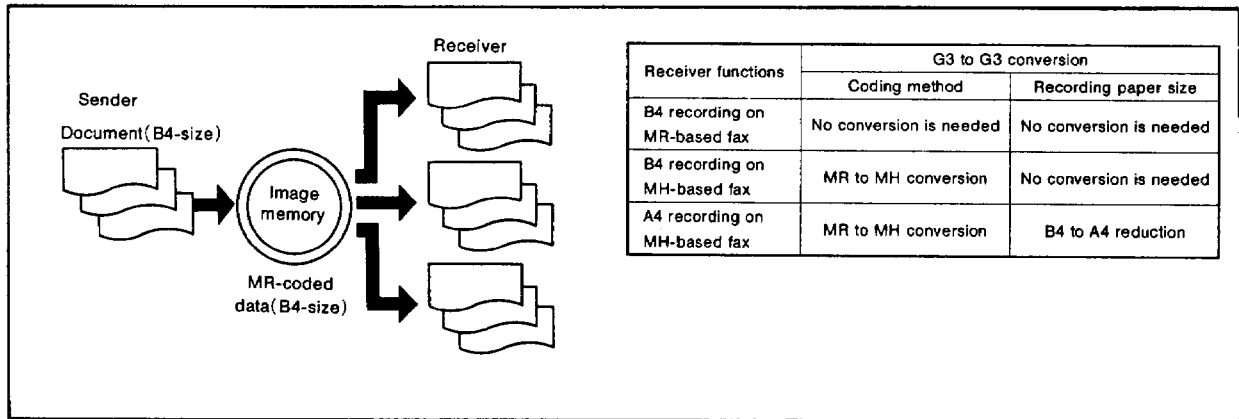 Sender
Document(B4-size)
Image
memory
MR-coded
data(B4-size)
Receiver
Receiver functions
G3 to G3 conversion
Coding method
Recording paper size
B4 recording on
MR-based fax
No conversion is needed
No conversion is needed
B4 recording on
MH-based fax
MR to MH conversion
No conversion is needed
A4 recording on
MH-based fax
MR to MH conversion
B4 to A4 reduction